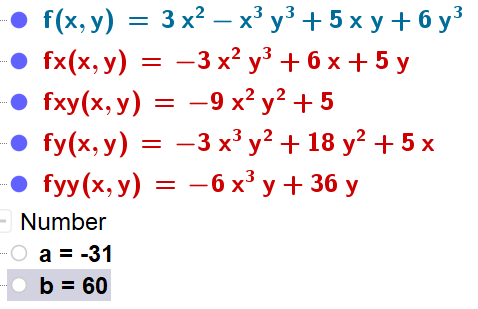 f(x, y) = 3 x² – x³ y³ + 5 x y + 6 y³
fx(x, y) = –3 x² y³ + 6 x + 5 y
fxy(x, y) = –9 x² y² + 5
fy(x, y) = –3 x³ y² + 18 y² + 5 x
fyy(x, y) = –6 x³ y + 36 y
Number
a = -31
b = 60